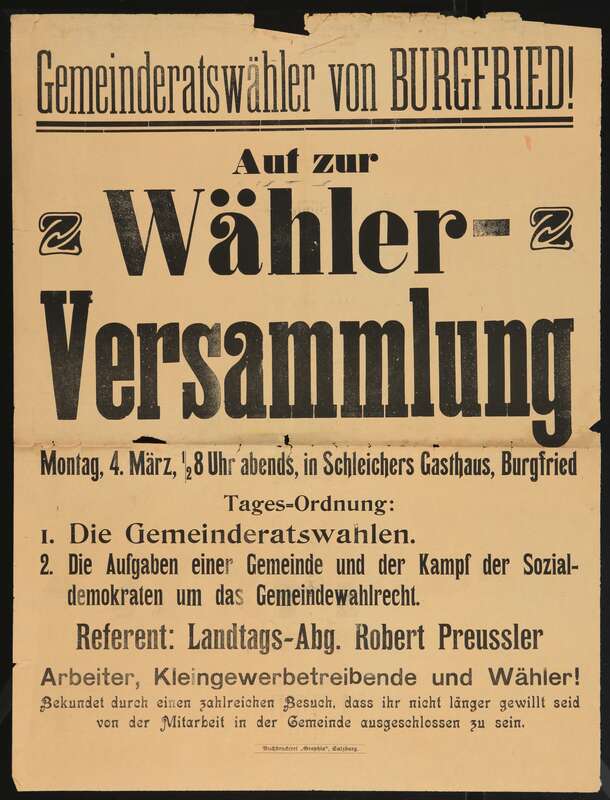 Gemeinderatswähler von BURGFRIED!
Auf zur
Wähler-
Versammlung
Montag, 4. März, ½8 Uhr abends, in Schleichers Gasthaus, Burgfried
Tages=Ordnung:
1. Die Gemeinderatswahlen.
2. Die Aufgaben einer Gemeinde und der Kampf der Sozial-
demokraten um das Gemeindewahlrecht.
Referent: Landtags-Abg. Robert Preussler
Arbeiter, Kleingewerbetreibende und Wähler!
Bekundet durch einen zahlreichen Besuch, dass ihr nicht länger gewillt seid
von der Mitarbeit in der Gemeinde ausgeschlossen zu sein.
Buchdruckerei „Graphia", Salzburg.